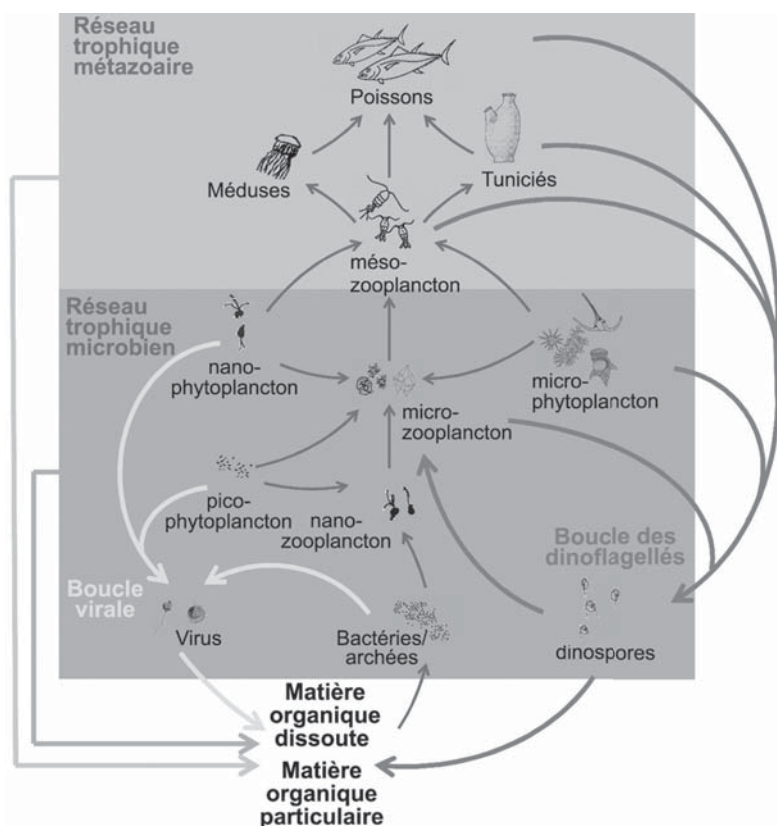 Réseau
trophique
métazoaire
Poissons
Méduses
Tuniciés
méso-
zooplancton
Réseau
trophique
microbien
nano-
phytoplancton
micro-
phytoplancton
micro-
zooplancton
pico-
phytoplancton
nano-
zooplancton
Boucle des
dinoflagellés
Boucle
virale
Virus
Bactéries/
archées
dinospores
Matière
organique
dissoute
Matière
organique
particulaire